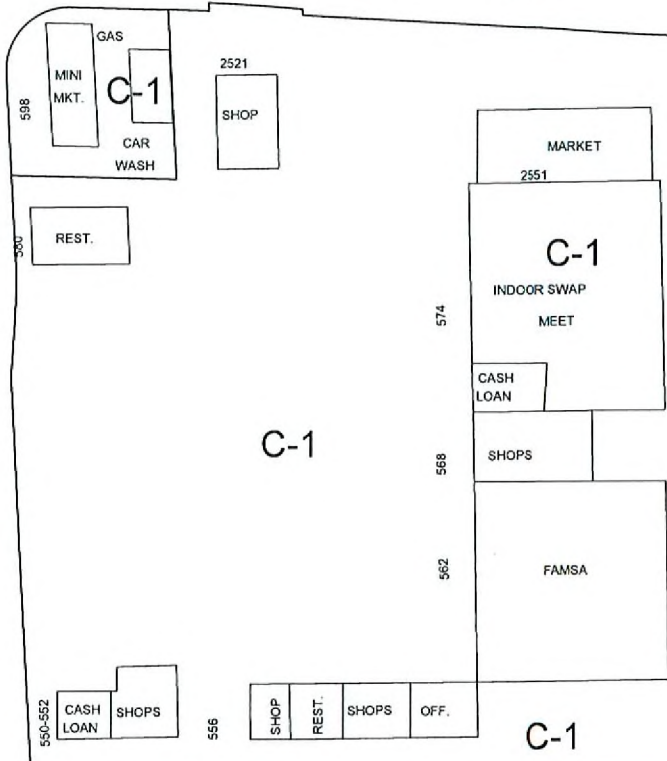 GAS
MINI
MKT.
C-1
598
CAR
WASH
2521
SHOP
MARKET
2551
580
REST.
C-1
INDOOR SWAP
MEET
574
CASH
LOAN
C-1
568
SHOPS
562
FAMSA
550-552
CASH
LOAN
SHOPS
556
SHOP
REST.
SHOPS
OFF.
C-1